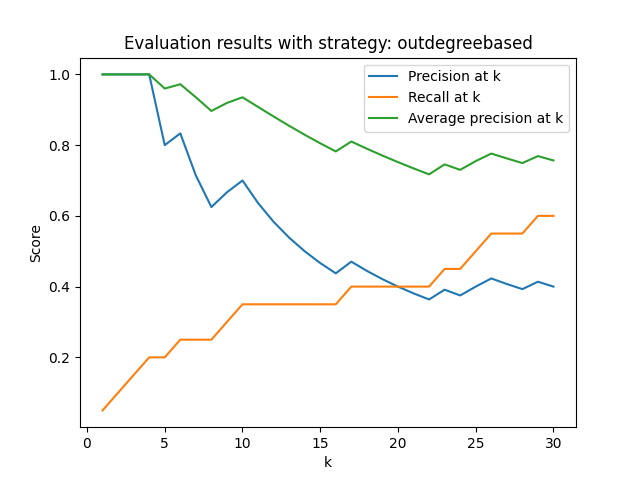 Evaluation results with strategy: outdegreebased
Precision at k
Recall at k
Average precision at k
Score
1.0
0.8
0.6
0.4
0.2
0 5 10 15 20 25 30
k